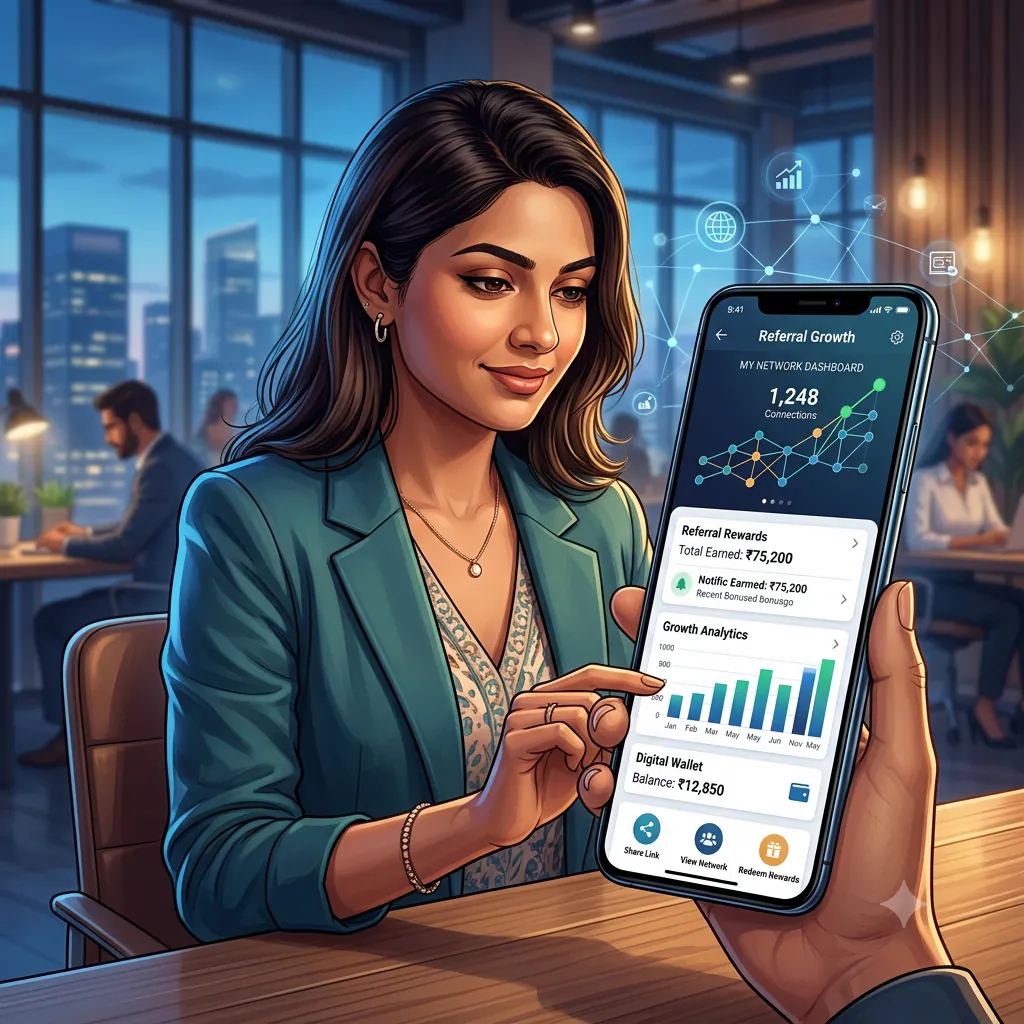 9:41
Referral Growth
MY NETWORK DASHBOARD
1,248
Connections
Referral Rewards
Total Earned: ₹75,200
Notific Earmed: ₹75,200
Recent Bonused bonusgo
Growth Analytics
1000
900
0
Jan Feb Mar May May Jun Nov May
Digital Wallet
Balance: ₹12,850
Share Link View Network Redeem Rewards